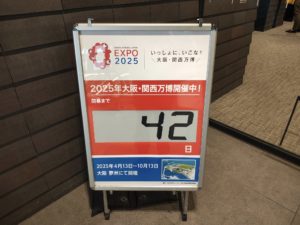 OSAKA, KANSAI, JAPAN
EXPO
2025
いっしょに、いこな!
大阪・関西万博
2025年大阪・関西万博開催中!
閉幕まで
42
日
2025年4月13日~10月13日
大阪 夢洲にて開催